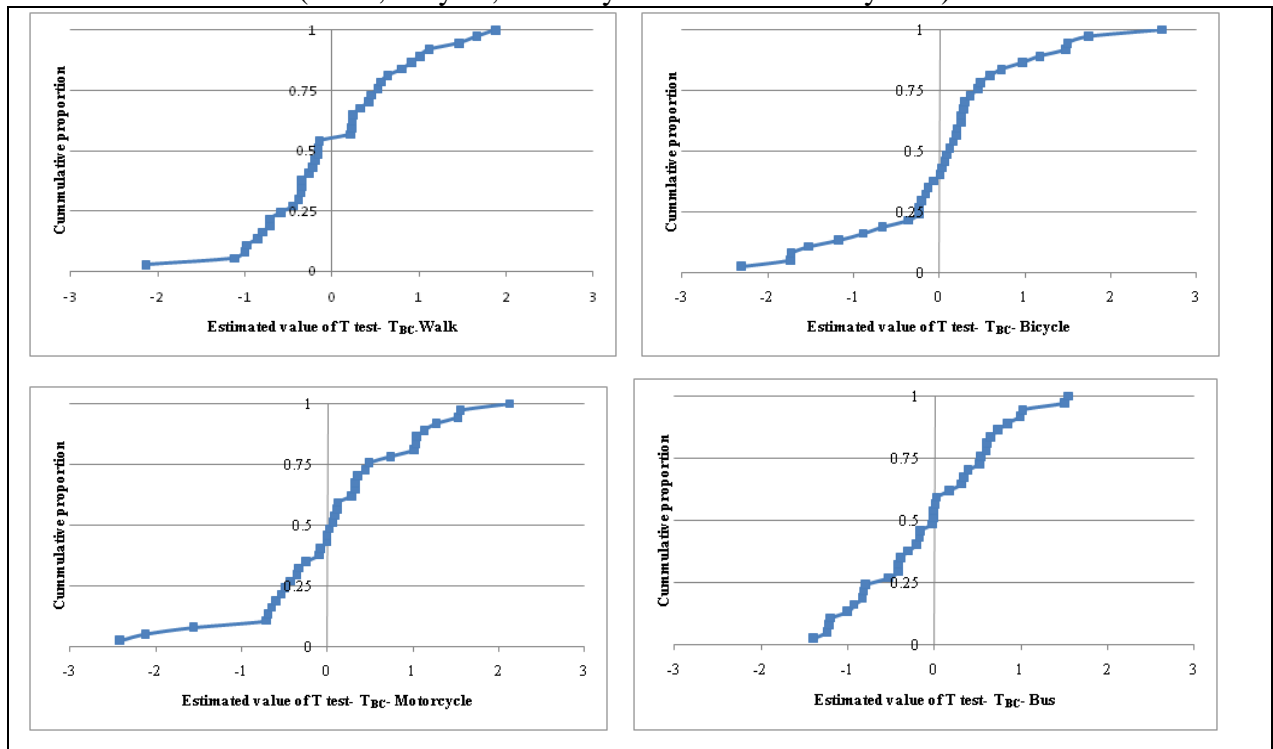 Cummulative proportion
1
0.75
0.5
0.25
0
-3 -2 -1 0 1 2 3
Estimated value of T test- TBC.Walk
Cummlative proportion
1
0.75
0.5
0.25
0
-3 -2 -1 0 1 2 3
Estimated value of T test- TBC- Bicycle
Cummulative proportion
1
0.75
0.5
0.25
0
-3 -2 -1 0 1 2 3
Estimated value of T test- TBC- Motorcycle
Cummulative proportion
1
0.75
0.5
0.25
0
-3 -2 -1 0 1 2 3
Estimated value of T test- TBC- Bus